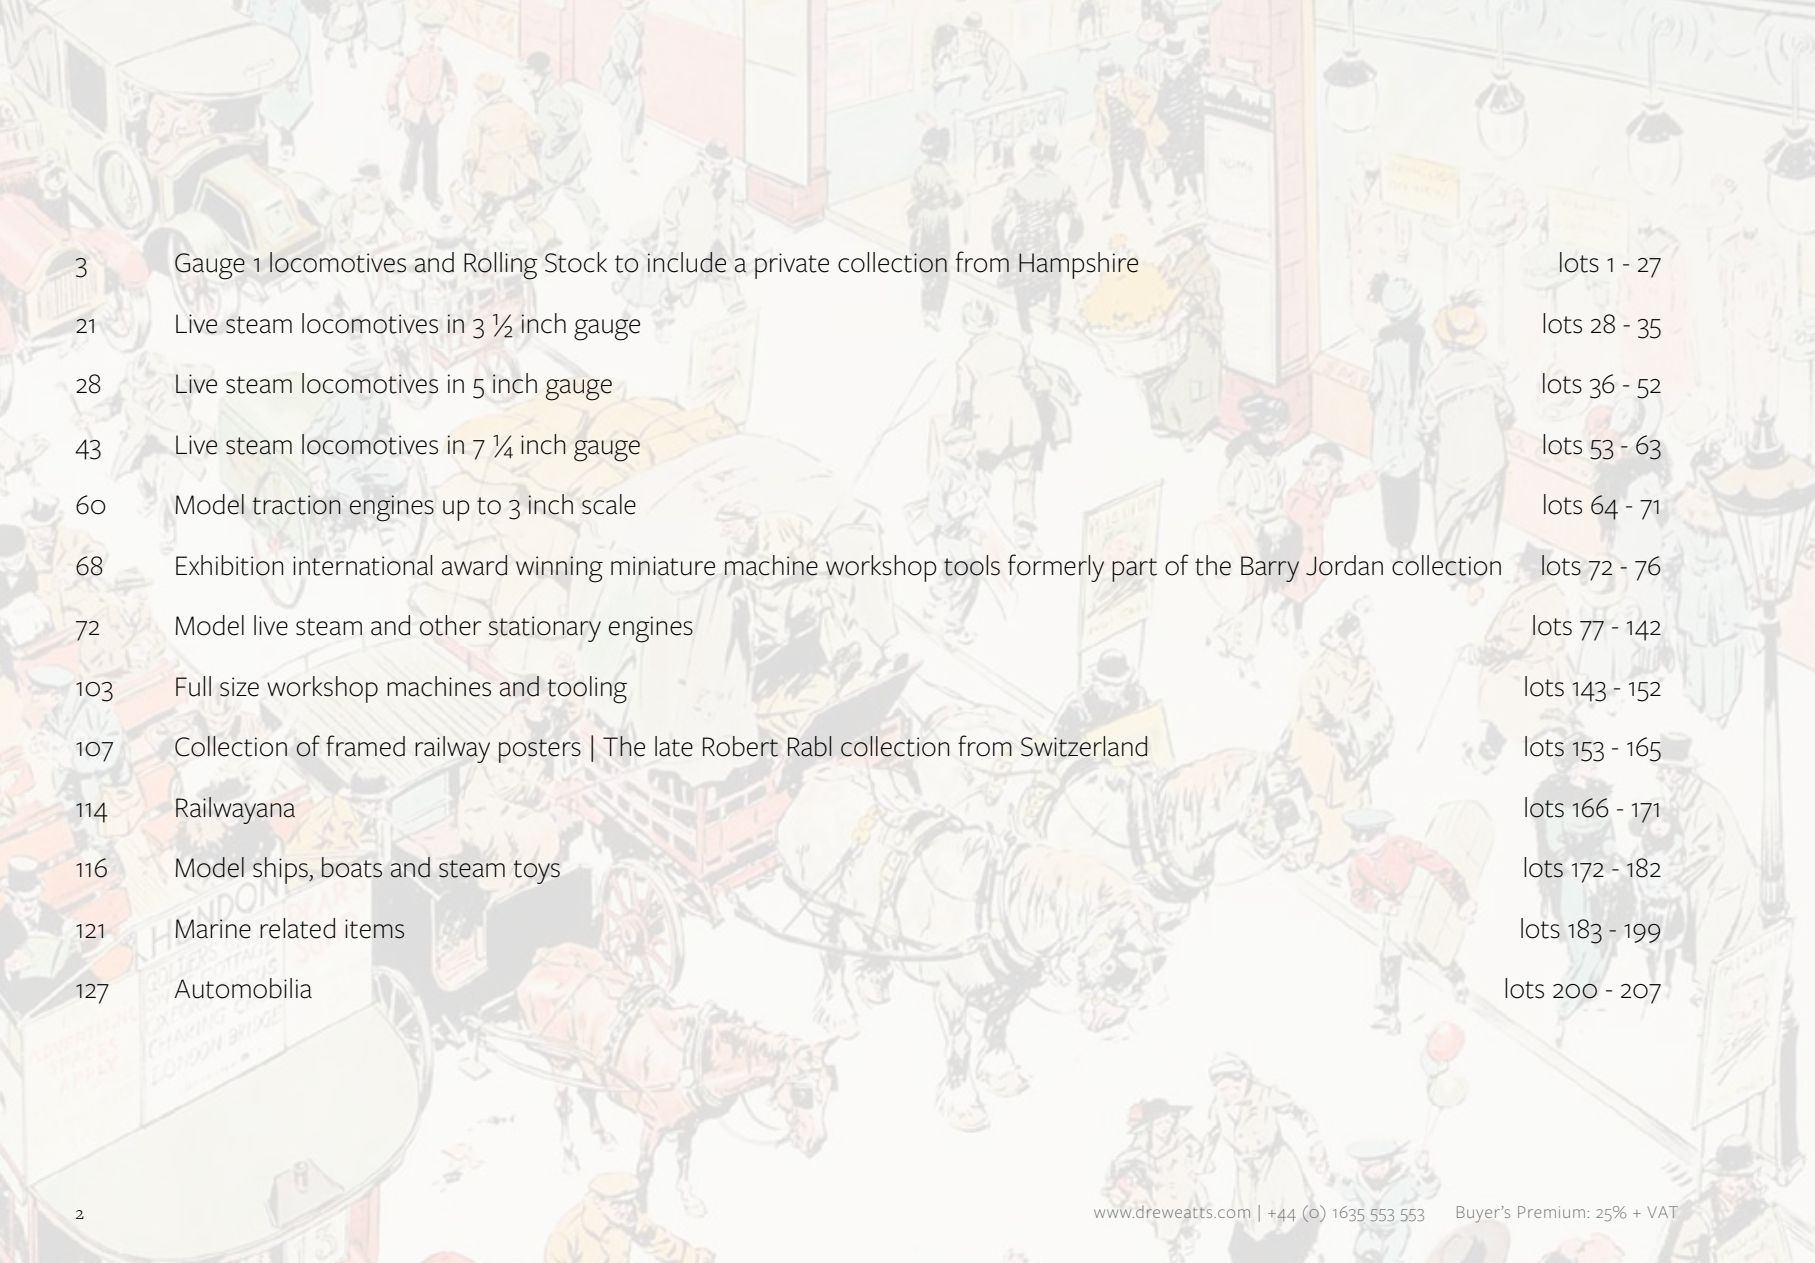 3 Gauge 1 locomotives and Rolling Stock to include a private collection from Hampshire lots 1 - 27
21 Live steam locomotives in 3 ½ inch gauge lots 28 - 35
28 Live steam locomotives in 5 inch gauge lots 36 - 52
43 Live steam locomotives in 7 ¼ inch gauge lots 53 - 63
60 Model traction engines up to 3 inch scale lots 64 - 71
68 Exhibition international award winning miniature machine workshop tools formerly part of the Barry Jordan collection lots 72 - 76
72 Model live steam and other stationary engines lots 77 - 142
103 Full size workshop machines and tooling lots 143 - 152
107 Collection of framed railway posters | The late Robert Rabl collection from Switzerland lots 153 - 165
114 Railwayana lots 166 - 171
116 Model ships, boats and steam toys lots 172 - 182
121 Marine related items lots 183 - 199
127 Automobilia lots 200 - 207
2 www.dreweatts.com | +44 (0) 1635 553 553 Buyer's Premium: 25% + VAT